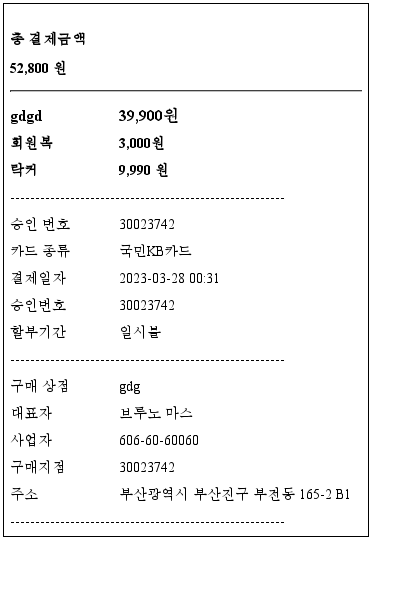 총 결제금액
52,800 원
gdgd 39,900원
회원복 3,000원
락커 9,990 원
---------------------------------------------------------
승인 번호 30023742
카드 종류 국민KB카드
결제일자 2023-03-28 00:31
승인번호 30023742
할부기간 일시불
---------------------------------------------------------
구매 상점 gdg
대표자 브루노 마스
사업자 606-60-60060
구매지점 30023742
주소 부산광역시 부산진구 부전동 165-2 B1
---------------------------------------------------------